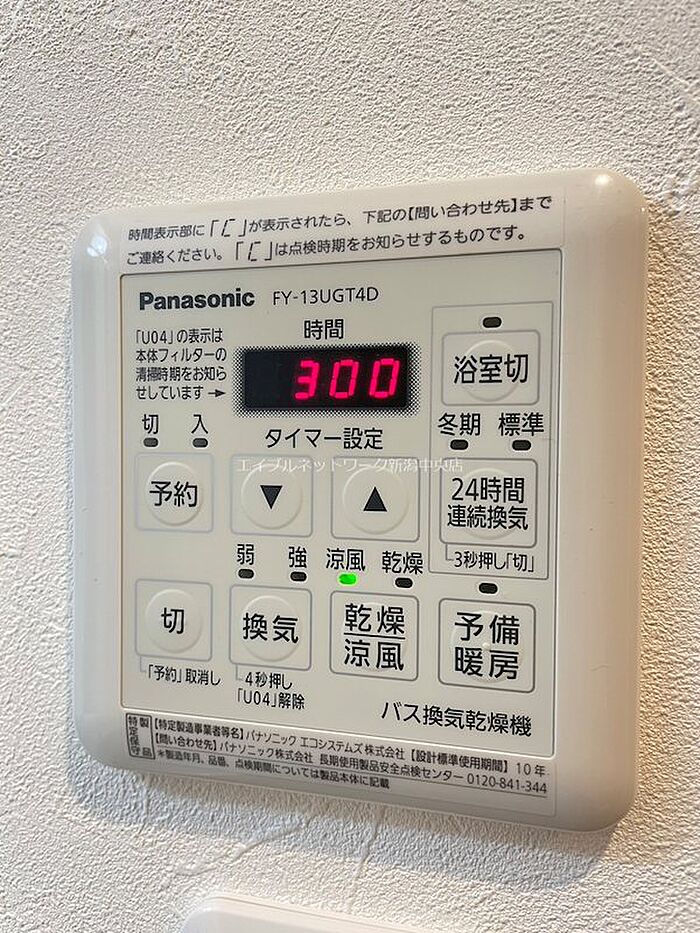 時間表示部に「[」が表示されたら、下記の【問い合わせ先】まで
ご連絡ください。「[」は点検時期をお知らせするものです。
Panasonic FY-13UGT4D
「U04」の表示は
本体フィルターの
清掃時期をお知ら
せしています→
時間
300
浴室切
切 入
タイマー設定
冬期 標準
エイブルネットワーク新潟中央店
予約
▼
▲
24時間
連続換気
3秒押し「切」
弱 強 涼風 乾燥
切
換気
乾燥
涼風
予備
暖房
「予約」取消し
4秒押し
「U04」解除
バス換気乾燥機
特定保守製品
【特定製造事業者等名】パナソニック エコシステムズ株式会社 【設計標準使用期間】10年
【問い合わせ先】パナソニック株式会社 長期使用製品安全点検センター 0120-841-344
＊製造年月、品番、点検期間については製品本体に記載